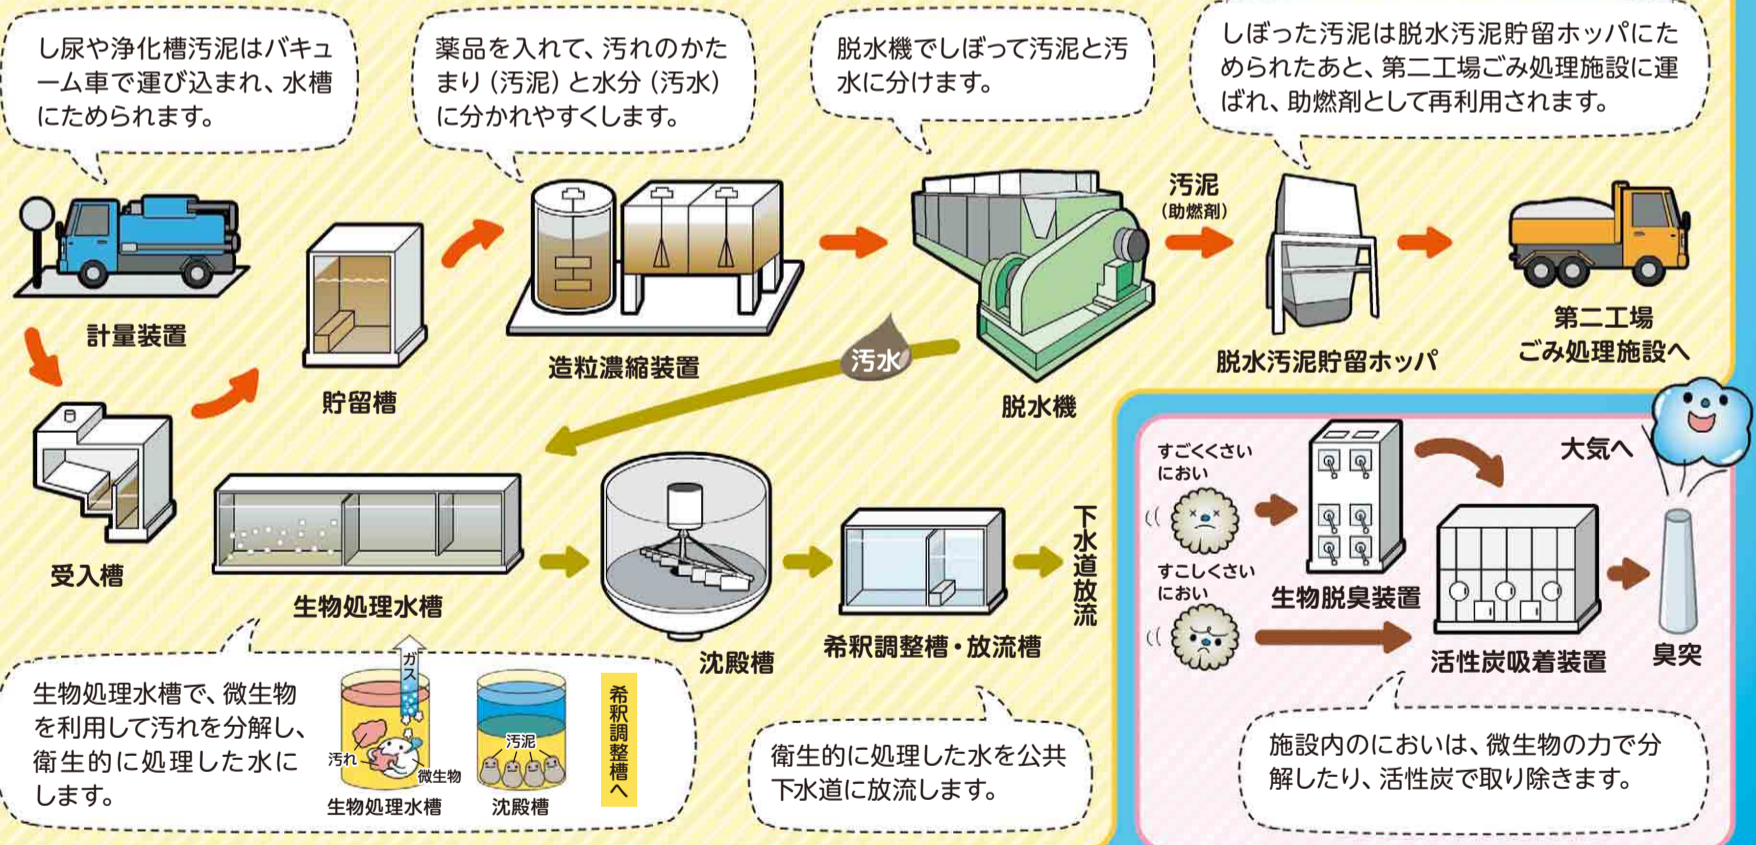 し尿や浄化槽汚泥はバキュ
ーム車で運び込まれ、水槽
にためられます。
薬品を入れて、汚れのかた
まり（汚泥）と水分（汚水）
に分かれやすくします。
脱水機でしぼって汚泥と汚
水に分けます。
しぼった汚泥は脱水汚泥貯留ホッパにた
められたあと、第二工場ごみ処理施設に運
ばれ、助燃剤として再利用されます。
計量装置
受入槽
貯留槽
造粒濃縮装置
脱水機
汚泥
（助燃剤）
脱水汚泥貯留ホッパ
第二工場
ごみ処理施設へ
汚水
生物処理水槽
沈殿槽
希釈調整槽・放流槽
下水道放流
生物処理水槽で、微生物
を利用して汚れを分解し、
衛生的に処理した水に
します。
ガス
汚れ
微生物
生物処理水槽
汚泥
沈殿槽
希釈調整槽へ
衛生的に処理した水を公共
下水道に放流します。
すごくくさい
におい
すこしくさい
におい
生物脱臭装置
活性炭吸着装置
大気へ
臭突
施設内のにおいは、微生物の力で分
解したり、活性炭で取り除きます。